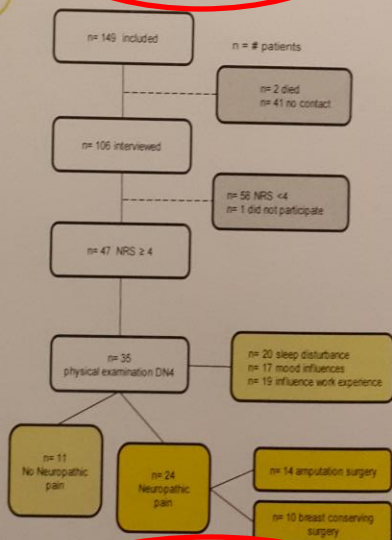 n= 149 included
n = # patients
n= 2 died
n= 41 no contact
n= 106 interviewed
n= 58 NRS <4
n= 1 did not participate
n= 47 NRS ≥ 4
n= 35
physical examination DN4
n= 20 sleep disturbance
n= 17 mood influences
n= 19 influence work experience
n= 11
No Neuropathic
pain
n= 24
Neuropathic
pain
n= 14 amputation surgery
n= 10 breast conserving
surgery